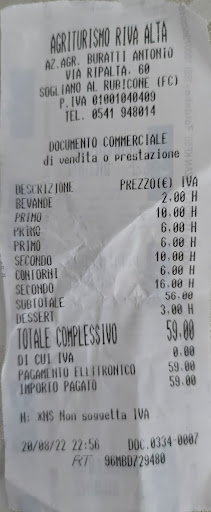 AGRITURISMO RIVA ALTA
AZ.AGR. BURATTI ANTONIO
VIA RIPALTA. 60
SOGLIANO AL RUBICONE (FC)
P.IVA 01001040409
TEL. 0541 948014
DOCUMENTO COMMERCIALE
di vendita o prestazione
DESCRIZIONE PREZZO(€) IVA
BEVANDE 2.00 H
PRIMO 10.00 H
PRIMO 6.00 H
PRIMO 6.00 H
SECONDO 10.00 H
CONTORNI 6.00 H
SECONDO 16.00 H
SUBTOTALE 56.00
DESSERT 3.00 H
TOTALE COMPLESSIVO 59.00
DI CUI IVA 0.00
PAGAMENTO ELETTRONICO 59.00
IMPORTO PAGATO 59.00
H: *NS Non soggetta IVA
20/08/22 22:56 DOC.0334-0007
RT 96MBD729480